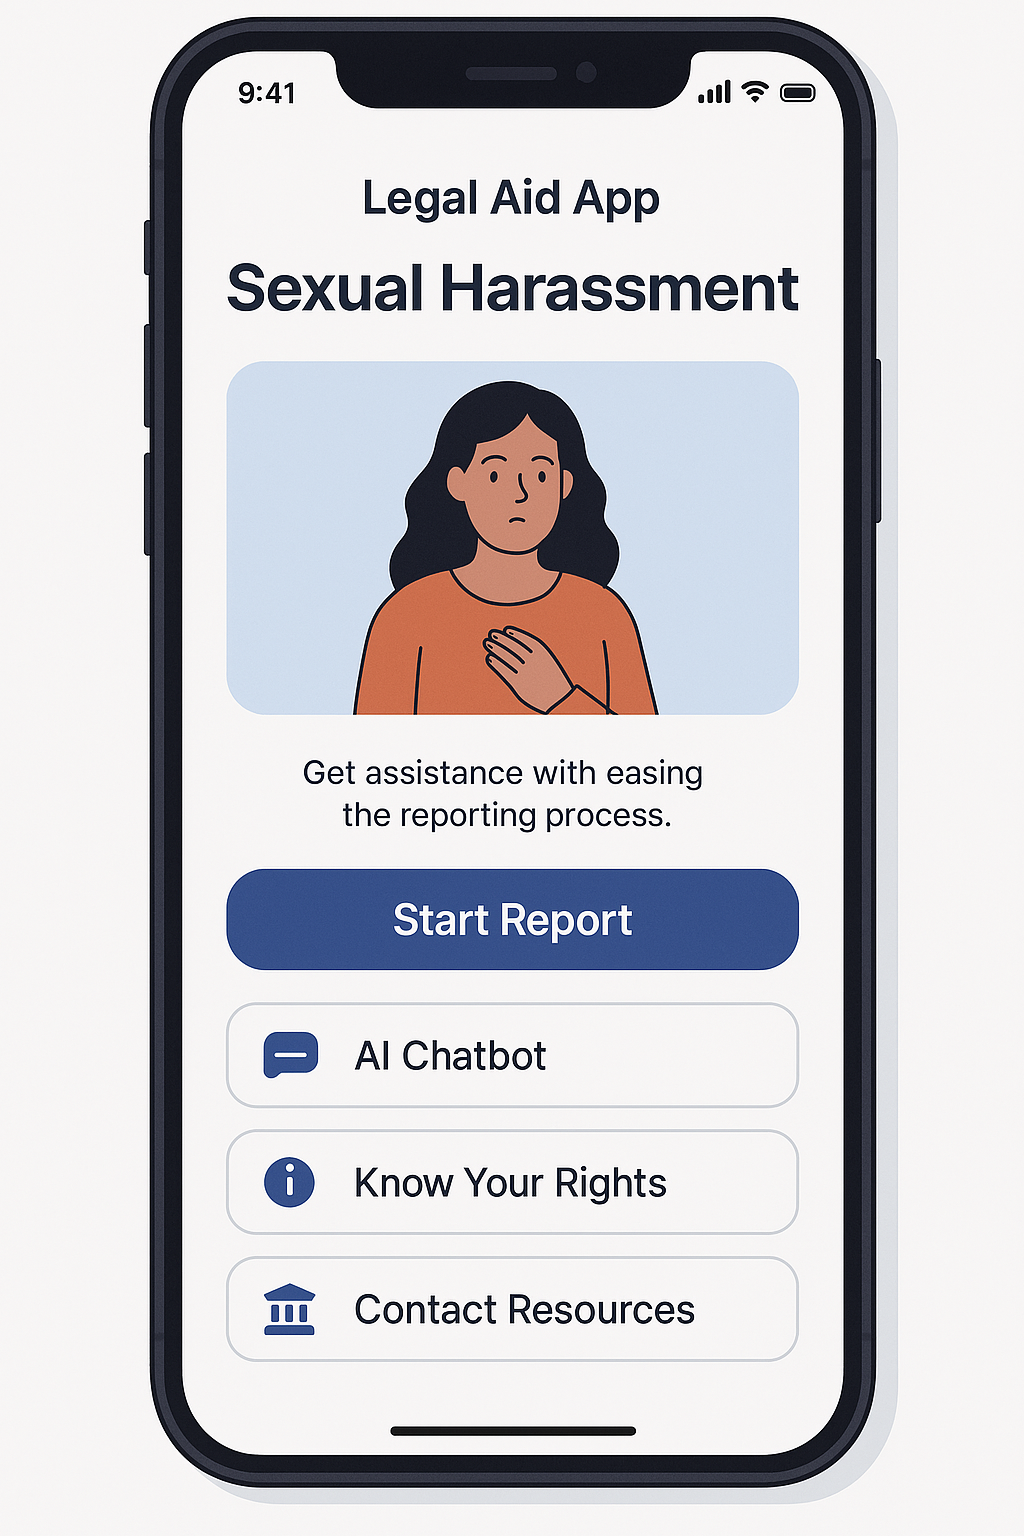 9:41
Legal Aid App
Sexual Harassment
Get assistance with easing
the reporting process.
Start Report
AI Chatbot
Know Your Rights
Contact Resources